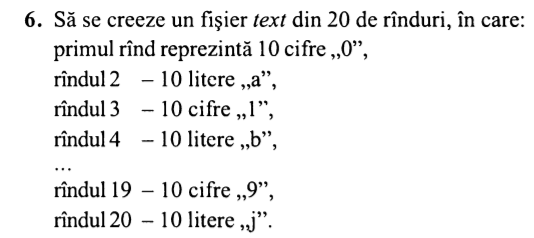 6. Să se creeze un fişier text din 20 de rînduri, în care:
primul rînd reprezintă 10 cifre „0”,
rîndul 2 – 10 litere „a”,
rîndul 3 – 10 cifre „1”,
rîndul 4 – 10 litere „b”,
...
rîndul 19 – 10 cifre „9”,
rîndul 20 – 10 litere „j”.